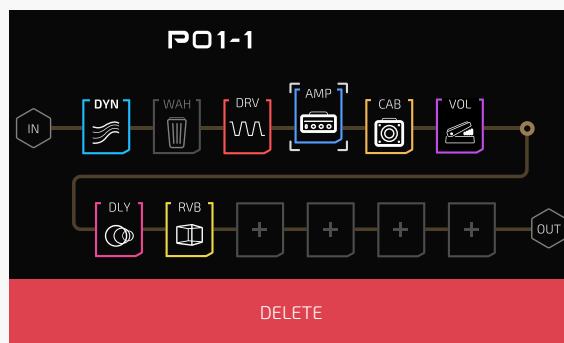 P01-1
IN DYN WAH DRV AMP CAB VOL
DLY RVB + + + + OUT
DELETE